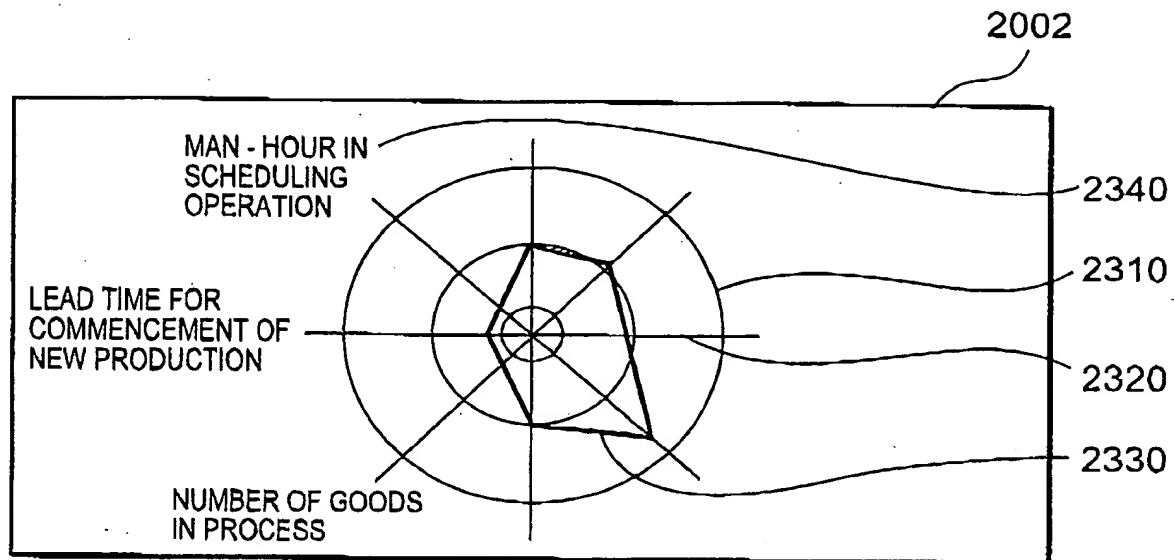 2002
MAN - HOUR IN
SCHEDULING
OPERATION
2340
2310
LEAD TIME FOR
COMMENCEMENT OF
NEW PRODUCTION
2320
2330
NUMBER OF GOODS
IN PROCESS